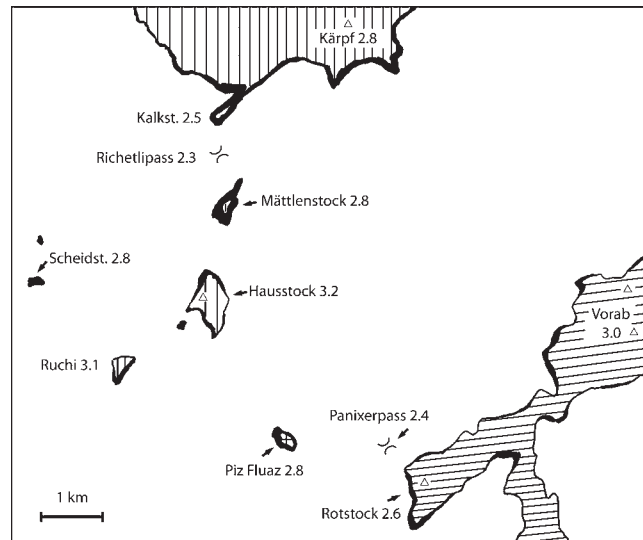 Kärpf 2.8
Kalkst. 2.5
Richetlipass 2.3
Mättlenstock 2.8
Scheidst. 2.8
Hausstock 3.2
Vorab
3.0
Ruchi 3.1
Panixerpass 2.4
Piz Fluaz 2.8
Rotstock 2.6
1 km